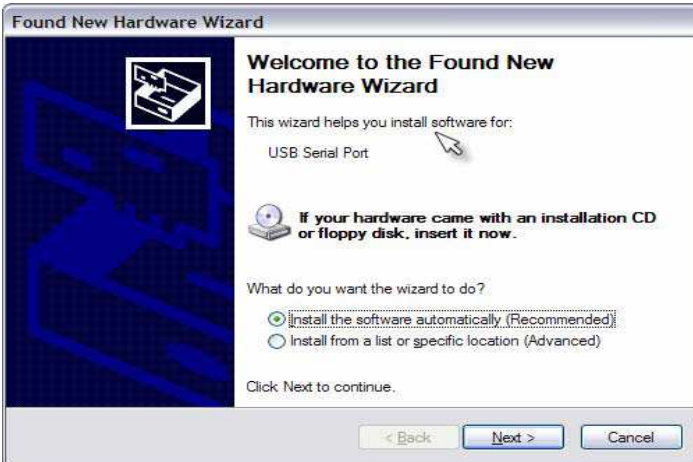 Found New Hardware Wizard
Welcome to the Found New
Hardware Wizard
This wizard helps you install software for:
USB Serial Port
If your hardware came with an installation CD
or floppy disk, insert it now.
What do you want the wizard to do?
Install the software automatically (Recommended)
Install from a list or specific location (Advanced)
Click Next to continue.
< Back Next > Cancel